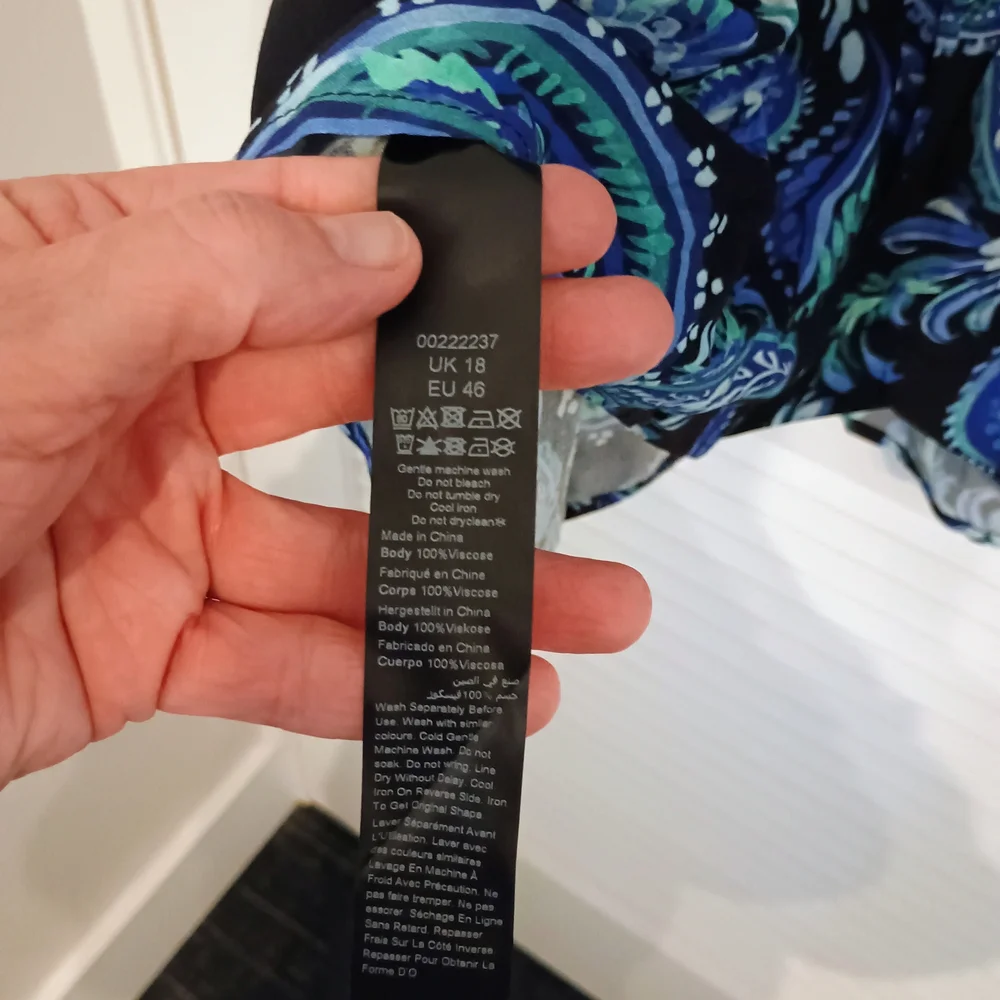 00222237
UK 18
EU 46
Gentle machine wash
Do not bleach
Do not tumble dry
Cool iron
Do not dryclean
Made in China
Body 100%Viscose
Fabriqué en Chine
Corps 100%Viscose
Hergestellt in China
Body 100%Viskose
Fabricado en China
Cuerpo 100%Viscosa
صنع في الصين
جسم %100فيسكوز
Wash Separately Before
Use. Wash with similar
colours. Cold Gentle
Machine Wash. Do not
soak. Do not wring. Line
Dry Without Delay. Cool
Iron On Reverse Side. Iron
To Get Original Shape
Laver Séparément Avant
L'Utilisation. Laver avec
des couleurs similaires
Lavage En Machine À
Froid Avec Précaution. Ne
pas faire tremper. Ne pas
essorer. Séchage En Ligne
Sans Retard. Repasser
Frais Sur La Côté Inverse
Repasser Pour Obtenir La
Forme D'O